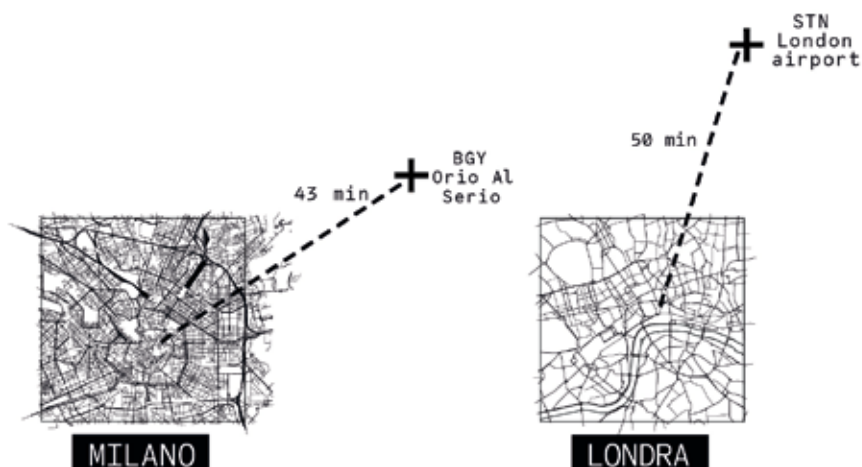 STN
London
airport
50 min
BGY
Orio Al
Serio
43 min
MILANO
LONDRA